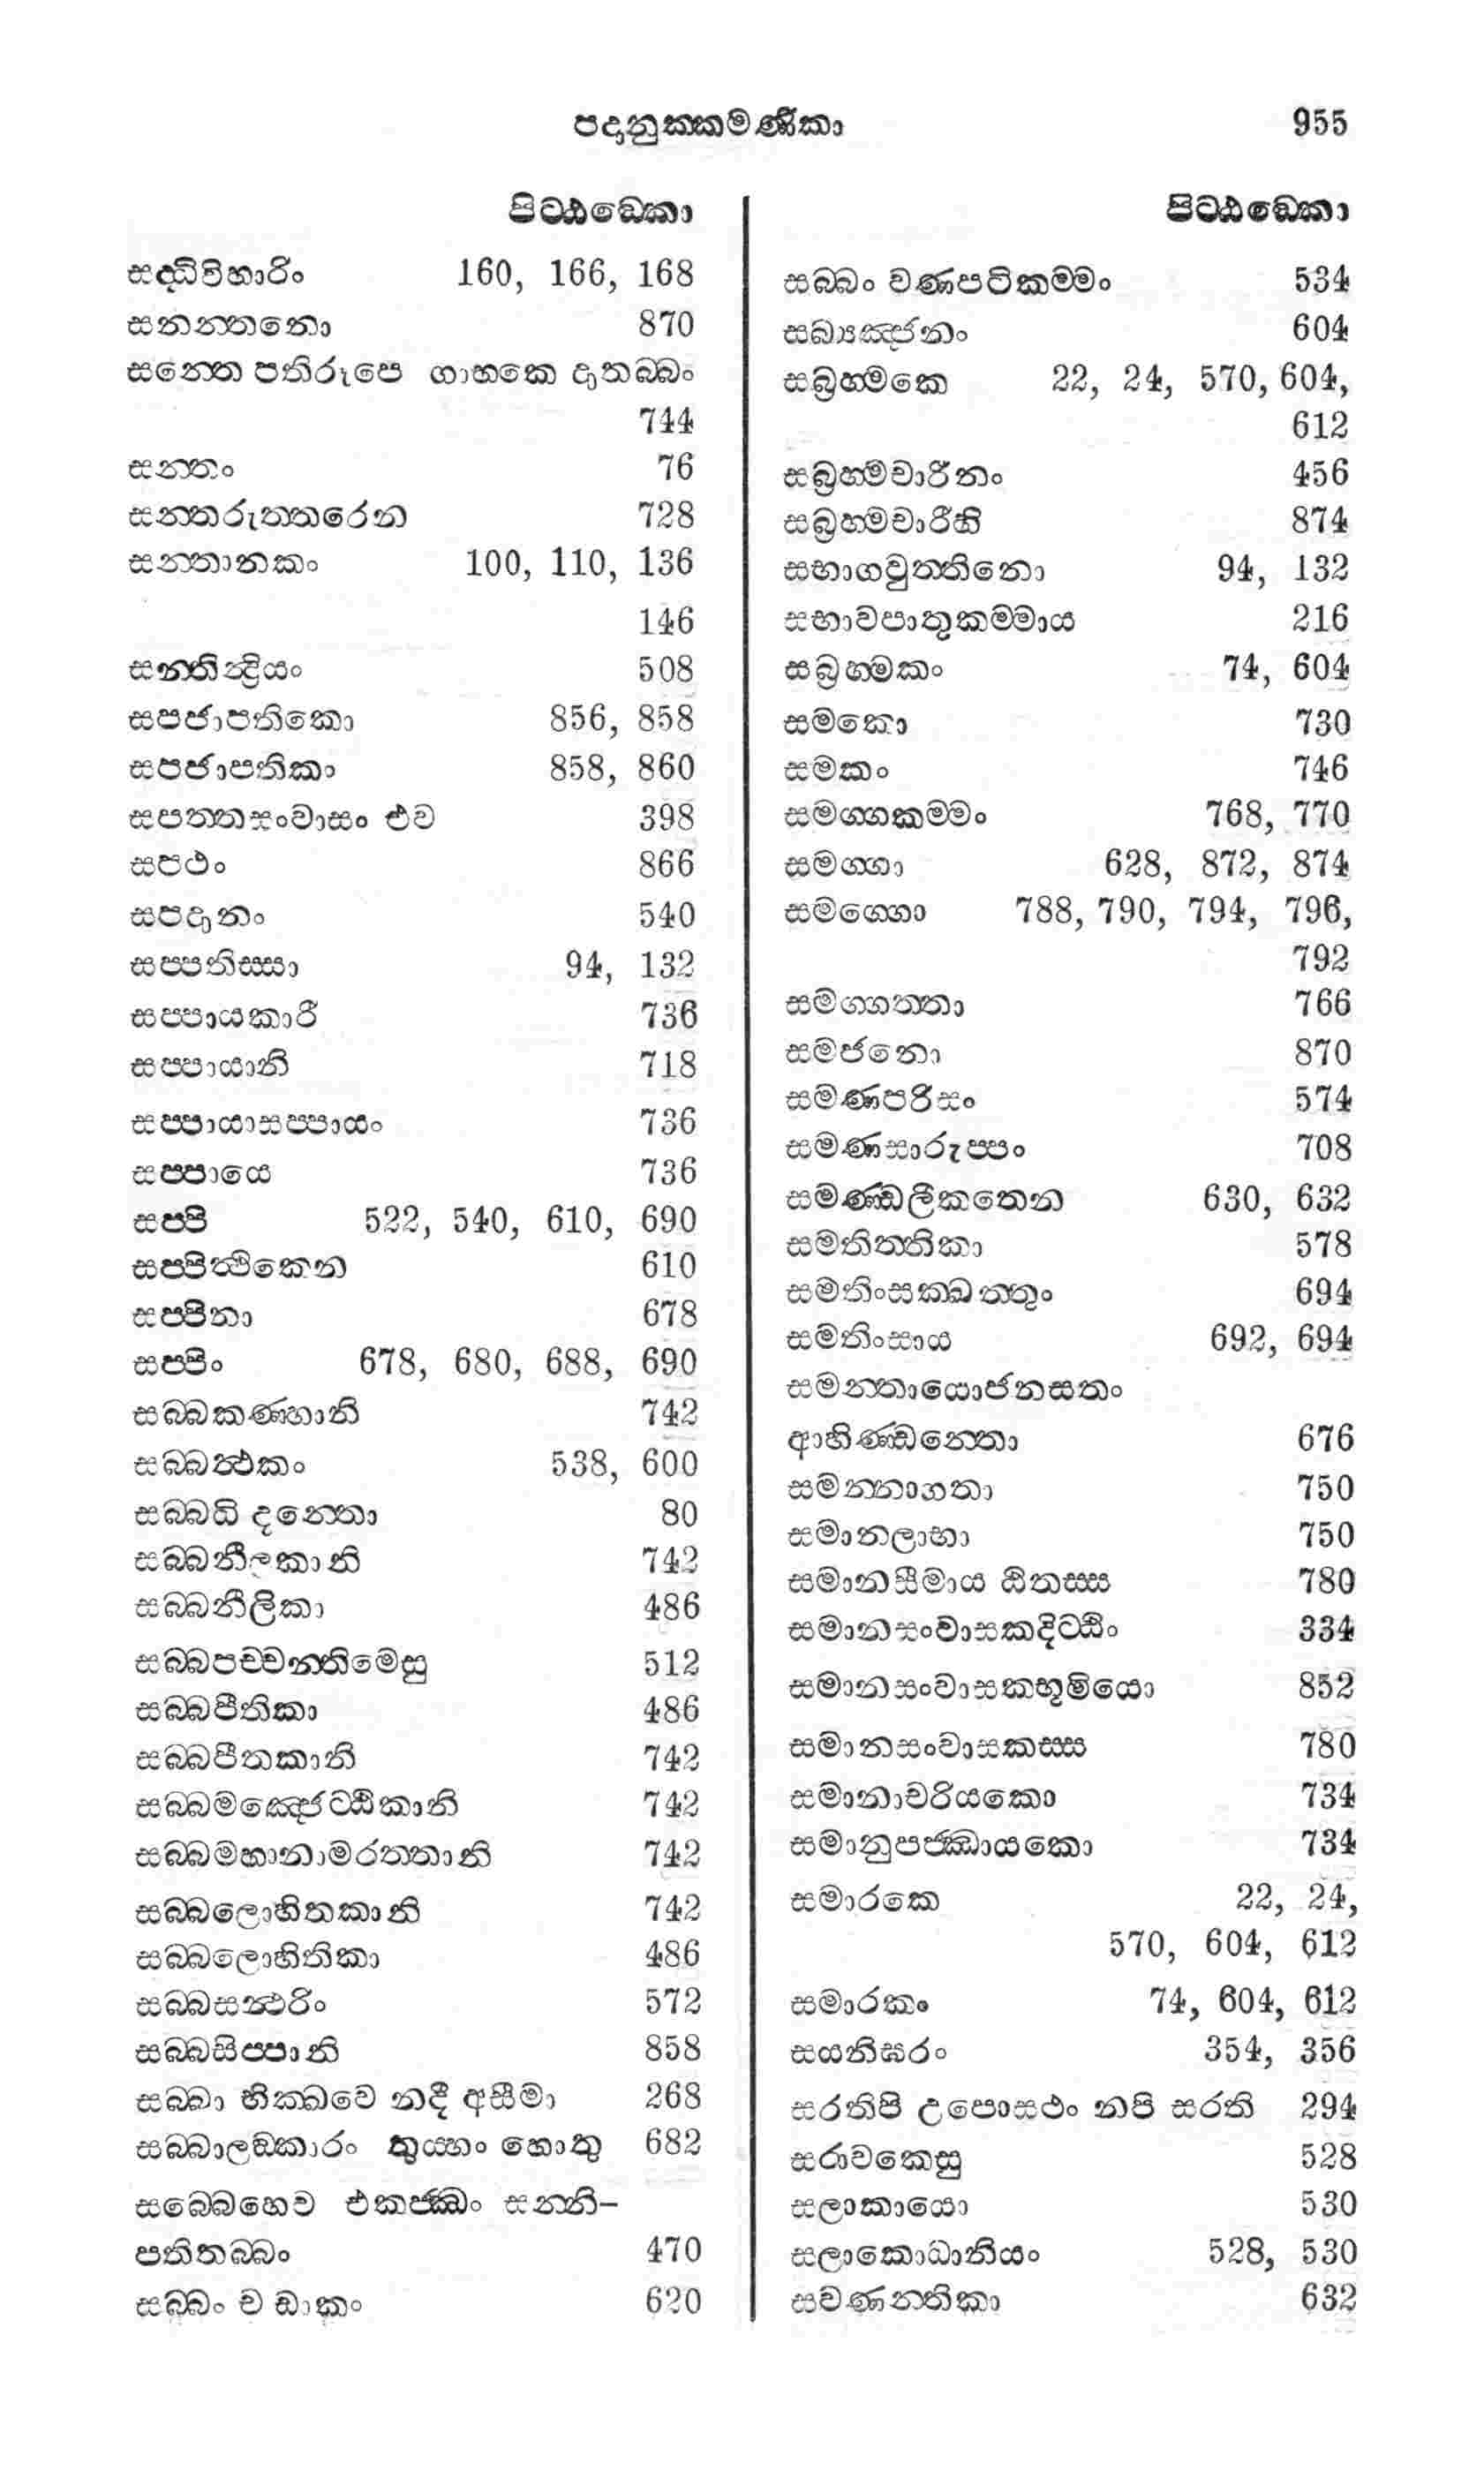 පදානුක්කමණිකා 955
පිට්ඨඞ්කො
සද්ධිවිහාරිං 160, 166, 168
සනන්තනො 870
සන්තෙ පතිරූපෙ ගාහකෙ දාතබ්බං
744
සන්තං 76
සන්තරුත්තරෙන 728
සන්තානකං 100, 110, 136
146
සන්තින්ද්‍රියං 508
සපජාපතිකො 856, 858
සපජාපතිකා 858, 860
සපත්තසංවාසං එව 398
සපථං 866
සපදානං 540
සප්පතිස්සා 94, 132
සප්පායකාරී 736
සප්පායානි 718
සප්පායාසප්පායං 736
සප්පායෙ 736
සප්පි 522, 540, 610, 690
සප්පිත්ථිකෙන 610
සප්පිනා 678
සප්පිං 678, 680, 688, 690
සබ්බකණ්හානි 742
සබ්බත්ථකං 538, 600
සබ්බධි දන්තො 80
සබ්බනීලකානි 742
සබ්බනීලිකා 486
සබ්බපච්චන්තිමෙසු 512
සබ්බපීතිකා 486
සබ්බපීතකානි 742
සබ්බමඤ්ජෙට්ඨිකානි 742
සබ්බමහානාමරත්තානි 742
සබ්බලොහිතකානි 742
සබ්බලොහිතිකා 486
සබ්බසන්ථරිං 572
සබ්බසිප්පානි 858
සබ්බා භික්ඛවෙ නදී අසීමා 268
සබ්බාලඞ්කාරං තුය්හං හොතු 682
සබ්බෙහෙව එකජ්ඣං සන්නි-
පතිතබ්බං 470
සබ්බං ච ඩාකං 620
පිට්ඨඞ්කො
සබ්බං වණපටිකම්මං 534
සබ්‍යඤ්ජනං 604
සබ්‍රහ්මකෙ 22, 24, 570, 604,
612
සබ්‍රහ්මචාරීනං 456
සබ්‍රහ්මචාරීහි 874
සභාගවුත්තිනො 94, 132
සභාවපාතුකම්මාය 216
සබ්‍රහ්මකං 74, 604
සමකො 730
සමකං 746
සමග්ගකම්මං 768, 770
සමග්ගා 628, 872, 874
සමග්ගො 788, 790, 794, 796,
792
සමග්ගත්තා 766
සමජනො 870
සමණපරිසං 574
සමණසාරුප්පං 708
සමණ්ඩලීකතෙන 630, 632
සමතිත්තිකා 578
සමතිංසක්ඛත්තුං 694
සමතිංසාය 692, 694
සමන්තායොජනසතං
ආහිණ්ඩන්තො 676
සමන්නාගතා 750
සමානලාභා 750
සමානසීමාය ඨිතස්ස 780
සමානසංවාසකදිට්ඨිං 334
සමානසංවාසකභූමියො 852
සමානසංවාසකස්ස 780
සමානාචරියකො 734
සමානුපජ්ඣායකො 734
සමාරකෙ 22, 24,
570, 604, 612
සමාරකං 74, 604, 612
සයනිඝරං 354, 356
සරතිපි උපොසථං නපි සරති 294
සරාවකෙසු 528
සලාකායො 530
සලාකොධානියං 528, 530
සවණන්තිකා 632